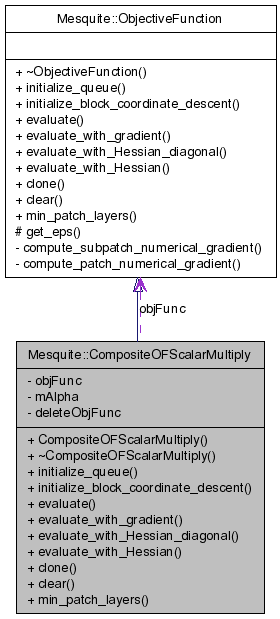 Mesquite::ObjectiveFunction
+ ~ObjectiveFunction()
+ initialize_queue()
+ initialize_block_coordinate_descent()
+ evaluate()
+ evaluate_with_gradient()
+ evaluate_with_Hessian_diagonal()
+ evaluate_with_Hessian()
+ clone()
+ clear()
+ min_patch_layers()
# get_eps()
- compute_subpatch_numerical_gradient()
- compute_patch_numerical_gradient()
objFunc
Mesquite::CompositeOFScalarMultiply
- objFunc
- mAlpha
- deleteObjFunc
+ CompositeOFScalarMultiply()
+ ~CompositeOFScalarMultiply()
+ initialize_queue()
+ initialize_block_coordinate_descent()
+ evaluate()
+ evaluate_with_gradient()
+ evaluate_with_Hessian_diagonal()
+ evaluate_with_Hessian()
+ clone()
+ clear()
+ min_patch_layers()